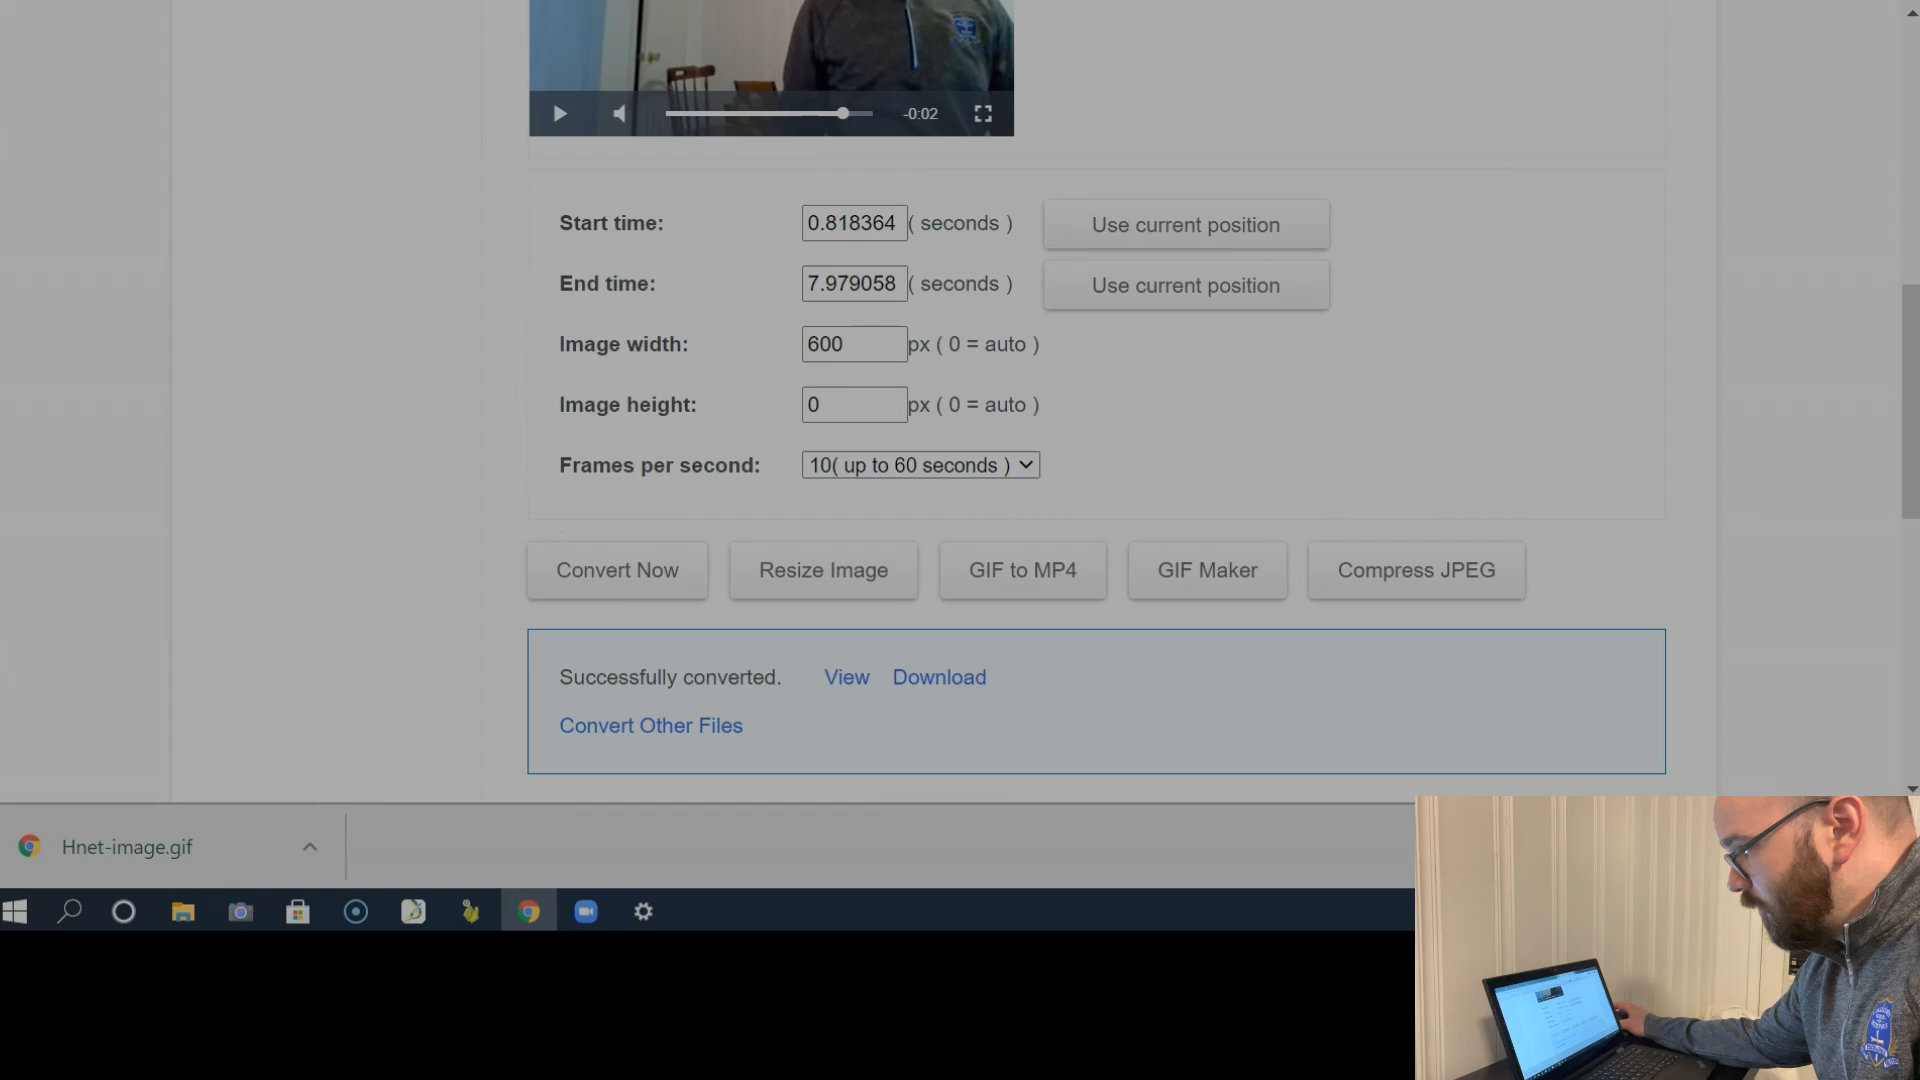 -0:02
Start time: 0.818364 ( seconds ) Use current position
End time: 7.979058 ( seconds ) Use current position
Image width: 600 px ( 0 = auto )
Image height: 0 px ( 0 = auto )
Frames per second: 10( up to 60 seconds )
Convert Now Resize Image GIF to MP4 GIF Maker Compress JPEG
Successfully converted. View Download
Convert Other Files
Hnet-image.gif